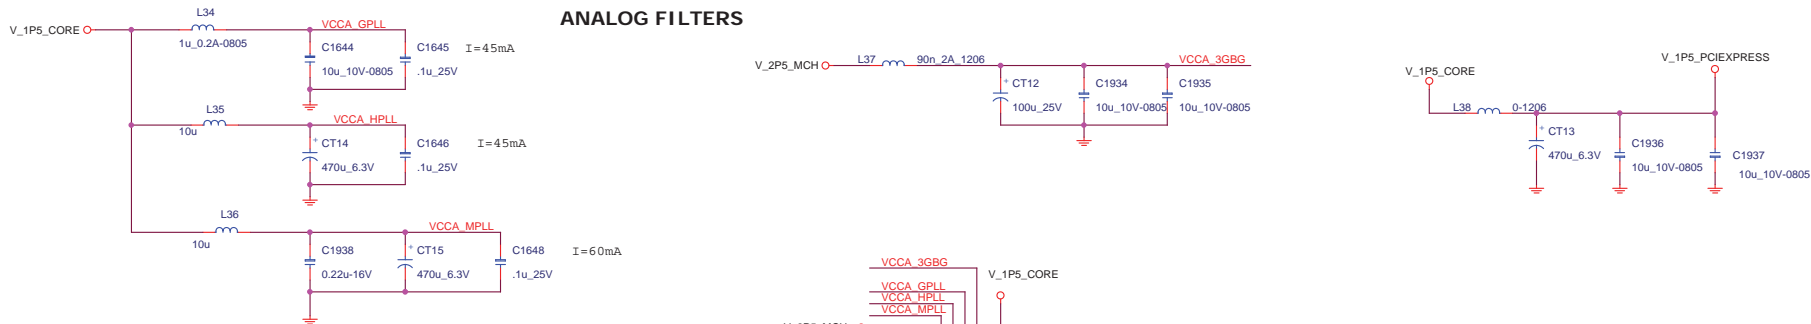 ANALOG FILTERS
V_1P5_CORE
L34
1u_0.2A-0805
VCCA_GPLL
C1644
10u_10V-0805
C1645
.1u_25V
I=45mA
L35
10u
VCCA_HPLL
CT14
470u_6.3V
C1646
.1u_25V
I=45mA
L36
10u
VCCA_MPLL
C1938
0.22u-16V
+
CT15
470u_6.3V
C1648
.1u_25V
I=60mA
V_2P5_MCH
L37
90n_2A_1206
VCCA_3GBG
+
CT12
100u_25V
C1934
10u_10V-0805
C1935
10u_10V-0805
V_1P5_CORE
V_1P5_PCIEXPRESS
L38
0-1206
+
CT13
470u_6.3V
C1936
10u_10V-0805
C1937
10u_10V-0805
VCCA_3GBG
V_1P5_CORE
VCCA_GPLL
VCCA_HPLL
VCCA_MPLL